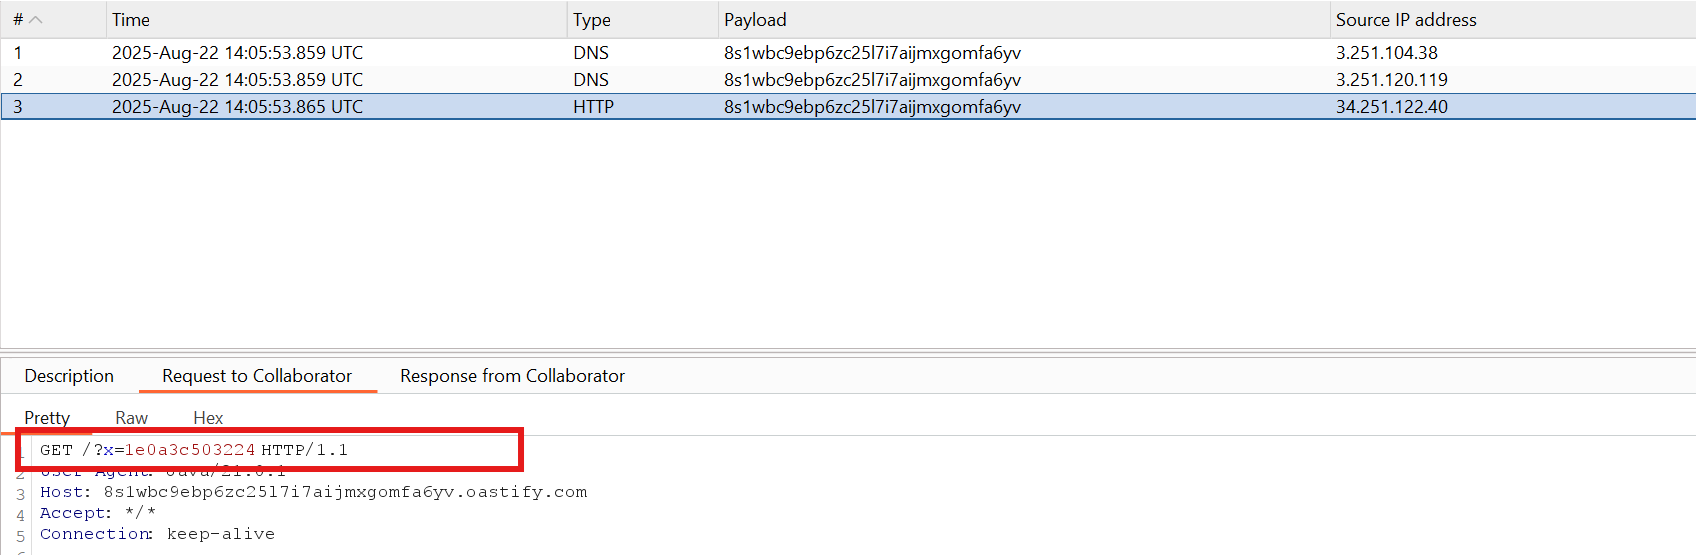 # Time Type Payload Source IP address
1 2025-Aug-22 14:05:53.859 UTC DNS 8s1wbc9ebp6zc25l7i7aijmxgomfa6yv 3.251.104.38
2 2025-Aug-22 14:05:53.859 UTC DNS 8s1wbc9ebp6zc25l7i7aijmxgomfa6yv 3.251.120.119
3 2025-Aug-22 14:05:53.865 UTC HTTP 8s1wbc9ebp6zc25l7i7aijmxgomfa6yv 34.251.122.40
Description Request to Collaborator Response from Collaborator
Pretty Raw Hex
1 GET /?x=1e0a3c503224 HTTP/1.1
2 User-Agent: Java/21.0.1
3 Host: 8s1wbc9ebp6zc25l7i7aijmxgomfa6yv.oastify.com
4 Accept: */*
5 Connection: keep-alive
6